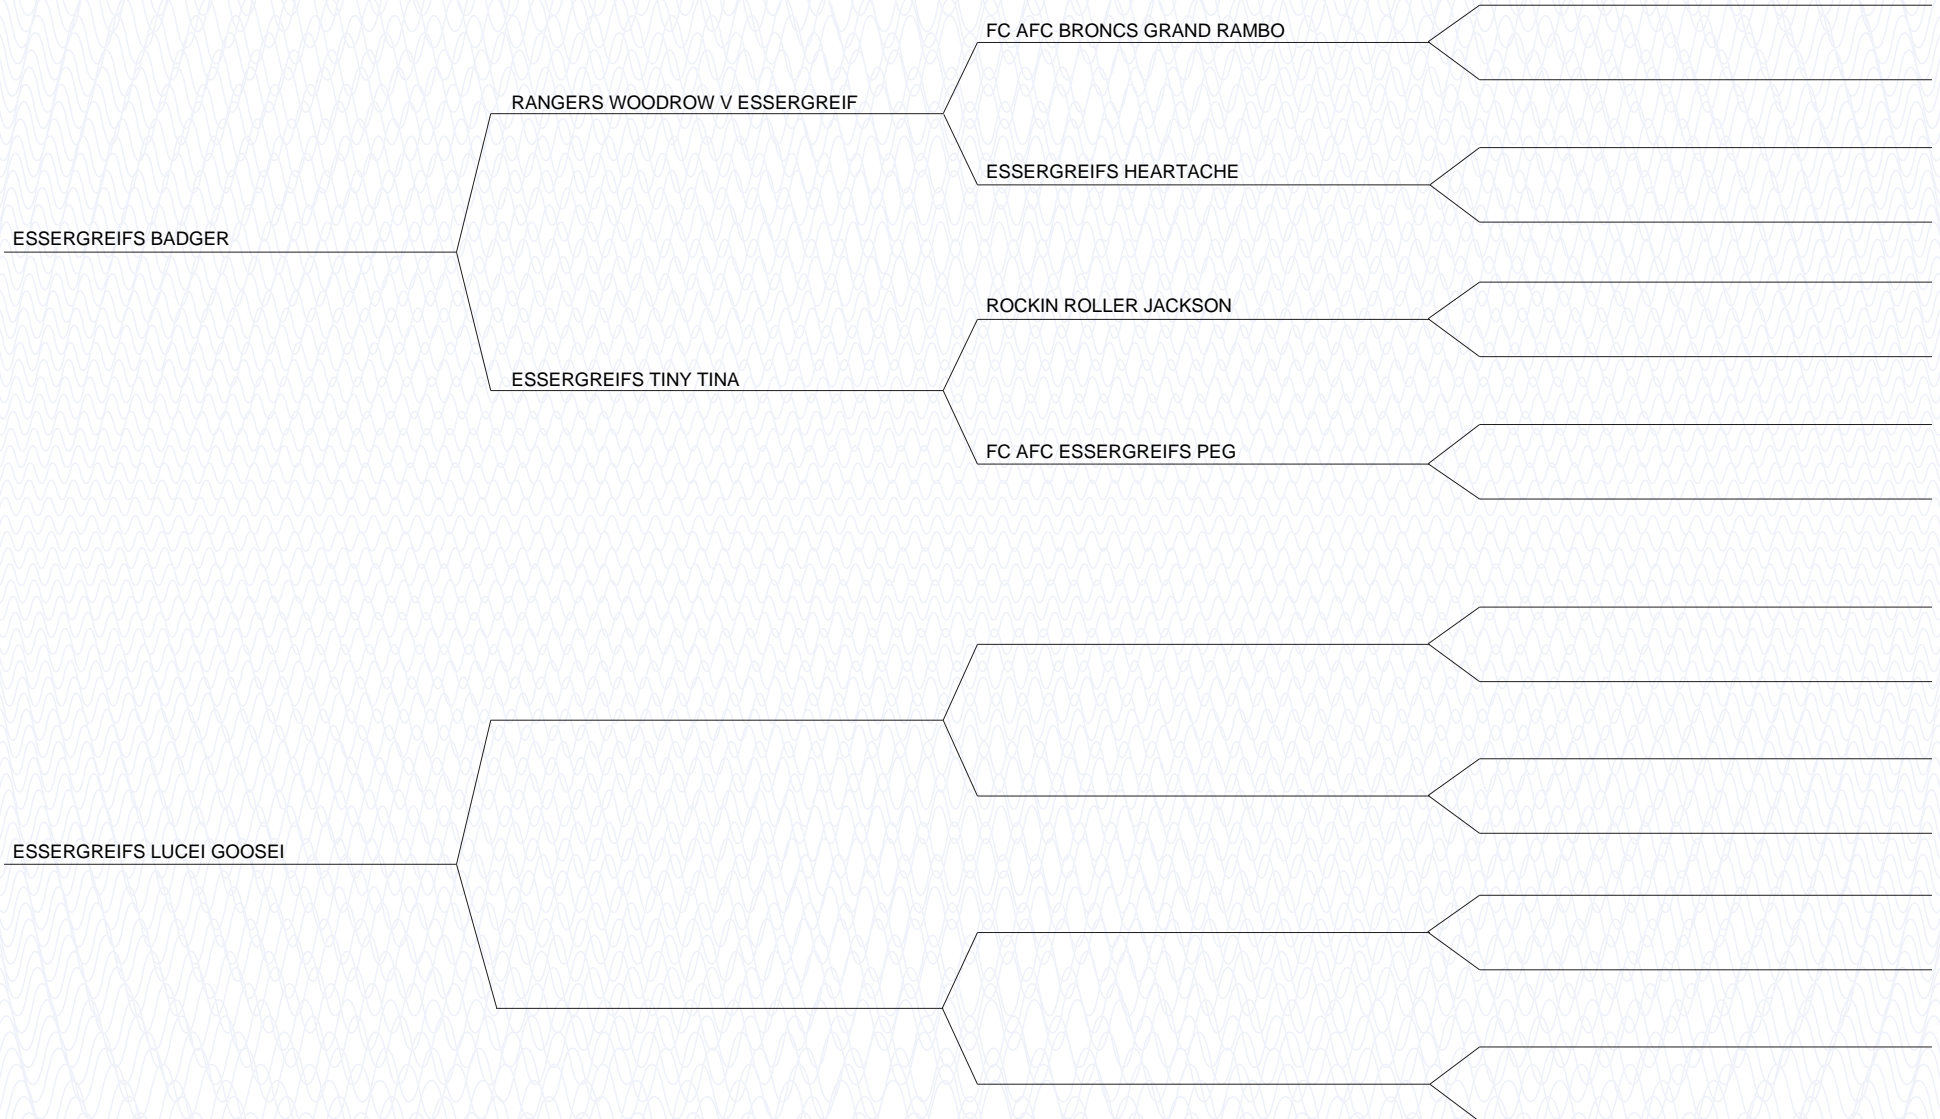 FC AFC BRONCS GRAND RAMBO
RANGERS WOODROW V ESSERGREIF
ESSERGREIFS HEARTACHE
ESSERGREIFS BADGER
ROCKIN ROLLER JACKSON
ESSERGREIFS TINY TINA
FC AFC ESSERGREIFS PEG
ESSERGREIFS LUCEI GOOSEI